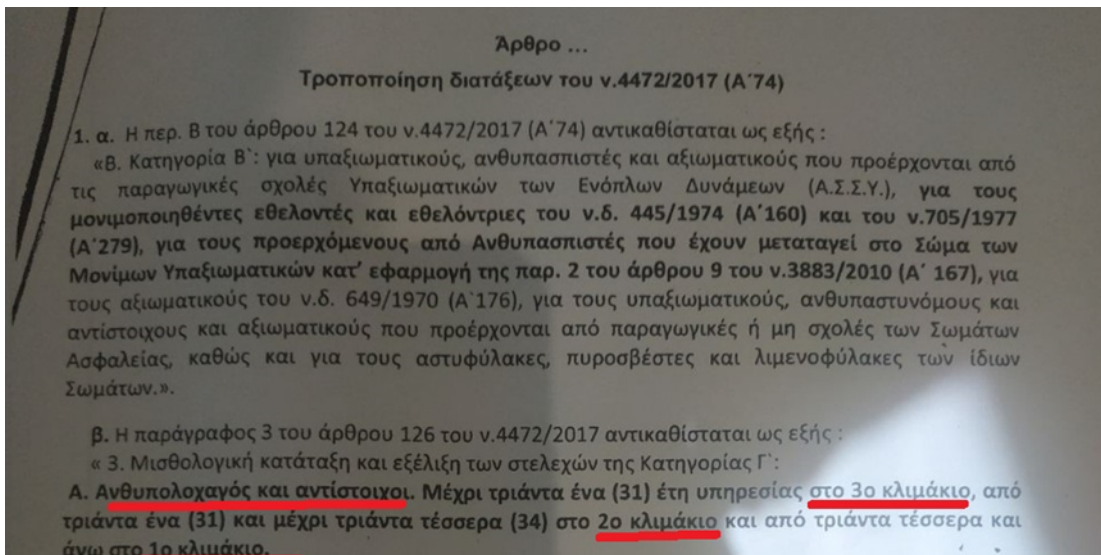 Άρθρο ...
Τροποποίηση διατάξεων του ν.4472/2017 (Α΄74)
1. α. Η περ. Β του άρθρου 124 του ν.4472/2017 (Α΄74) αντικαθίσταται ως εξής :
«Β. Κατηγορία Β`: για υπαξιωματικούς, ανθυπασπιστές και αξιωματικούς που προέρχονται από
τις παραγωγικές σχολές Υπαξιωματικών των Ενόπλων Δυνάμεων (Α.Σ.Σ.Υ.), για τους
μονιμοποιηθέντες εθελοντές και εθελόντριες του ν.δ. 445/1974 (Α΄160) και του ν.705/1977
(Α΄279), για τους προερχόμενους από Ανθυπασπιστές που έχουν μεταταγεί στο Σώμα των
Μονίμων Υπαξιωματικών κατ’ εφαρμογή της παρ. 2 του άρθρου 9 του ν.3883/2010 (Α΄ 167), για
τους αξιωματικούς του ν.δ. 649/1970 (Α`176), για τους υπαξιωματικούς, ανθυπαστυνόμους και
αντίστοιχους και αξιωματικούς που προέρχονται από παραγωγικές ή μη σχολές των Σωμάτων
Ασφαλείας, καθώς και για τους αστυφύλακες, πυροσβέστες και λιμενοφύλακες των ίδιων
Σωμάτων.».
β. Η παράγραφος 3 του άρθρου 126 του ν.4472/2017 αντικαθίσταται ως εξής :
« 3. Μισθολογική κατάταξη και εξέλιξη των στελεχών της Κατηγορίας Γ`:
Α. Ανθυπολοχαγός και αντίστοιχοι. Μέχρι τριάντα ένα (31) έτη υπηρεσίας στο 3ο κλιμάκιο, από
τριάντα ένα (31) και μέχρι τριάντα τέσσερα (34) στο 2ο κλιμάκιο και από τριάντα τέσσερα και
άνω στο 1ο κλιμάκιο.